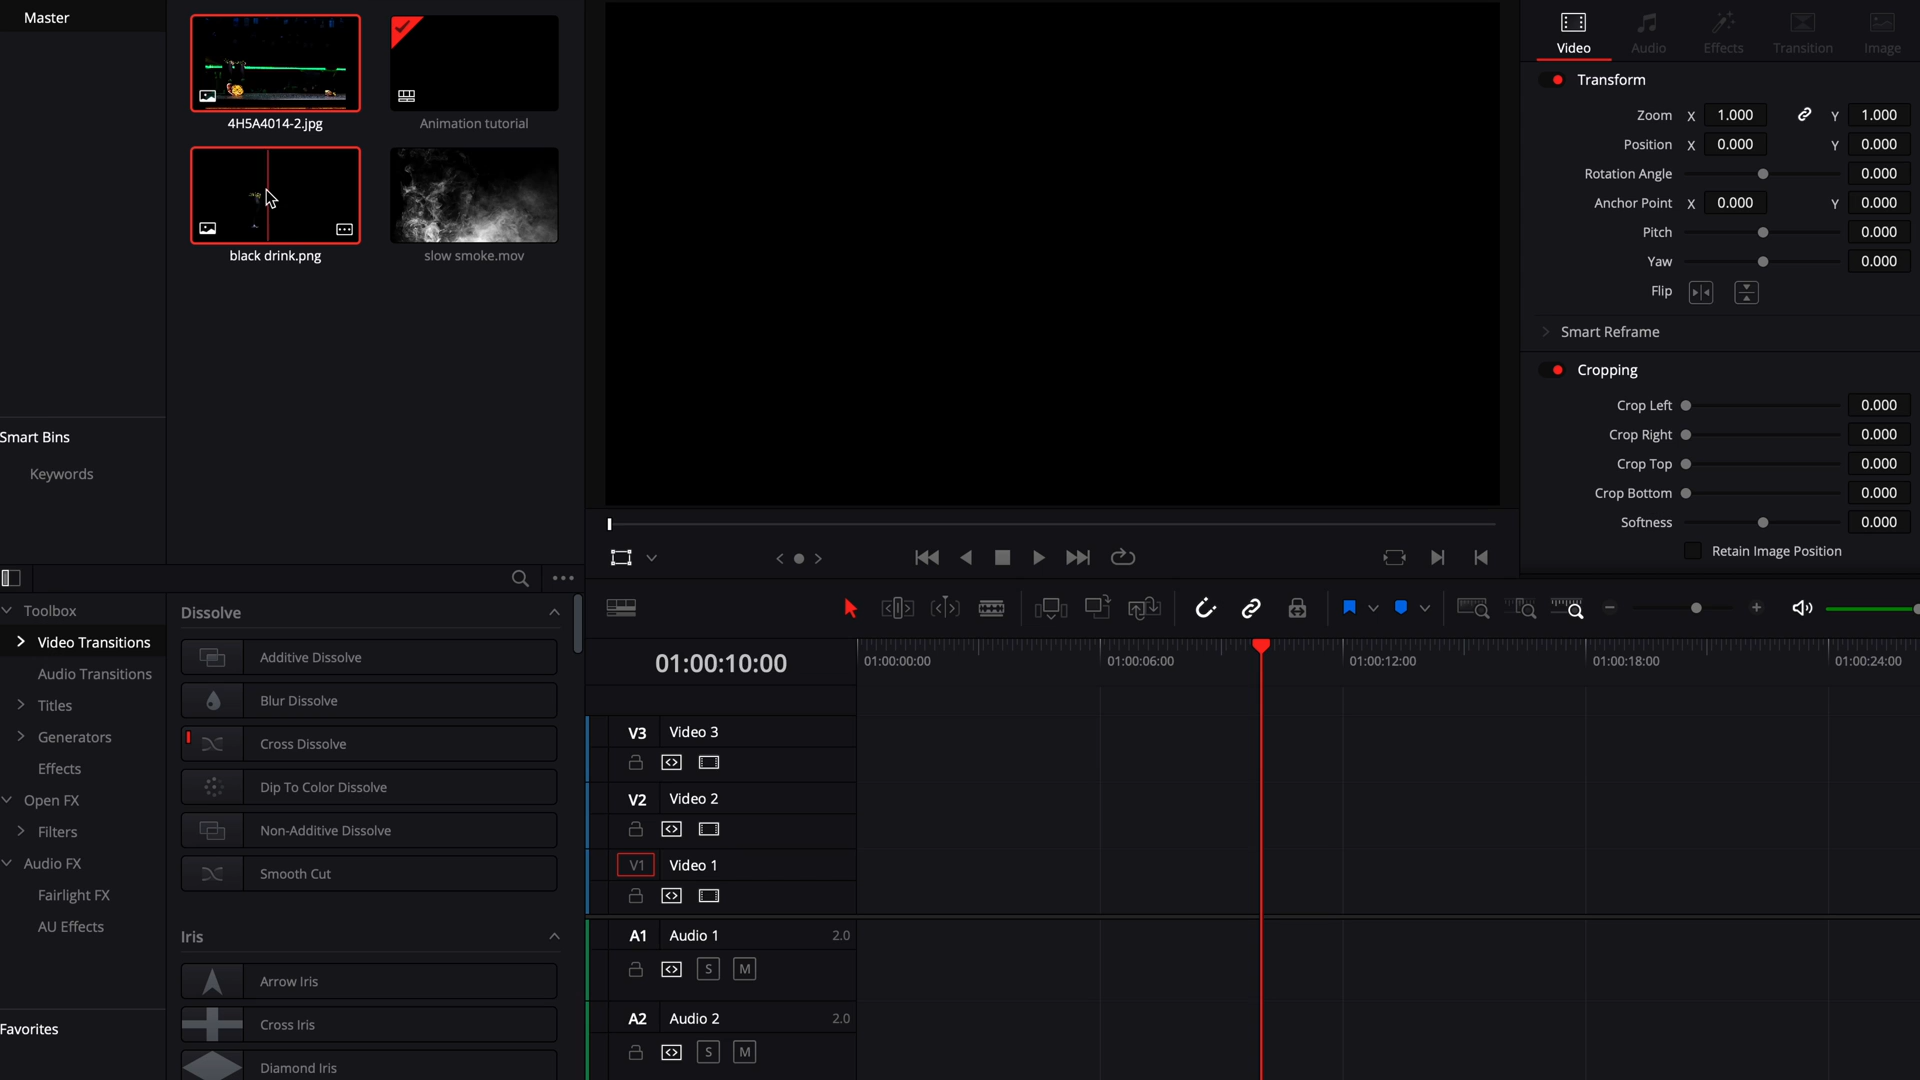 Master
4H5A4014-2.jpg
Animation tutorial
black drink.png
slow smoke.mov
Smart Bins
Keywords
Video
Audio
Effects
Transition
Image
Transform
Zoom X 1.000 Y 1.000
Position X 0.000 Y 0.000
Rotation Angle 0.000
Anchor Point X 0.000 Y 0.000
Pitch 0.000
Yaw 0.000
Flip
Smart Reframe
Cropping
Crop Left 0.000
Crop Right 0.000
Crop Top 0.000
Crop Bottom 0.000
Softness 0.000
Retain Image Position
Toolbox
Video Transitions
Audio Transitions
Titles
Generators
Effects
Open FX
Filters
Audio FX
Fairlight FX
AU Effects
Favorites
Dissolve
Additive Dissolve
Blur Dissolve
Cross Dissolve
Dip To Color Dissolve
Non-Additive Dissolve
Smooth Cut
Iris
Arrow Iris
Cross Iris
Diamond Iris
01:00:10:00
01:00:00:00
01:00:06:00
01:00:12:00
01:00:18:00
01:00:24:00
V3 Video 3
V2 Video 2
V1 Video 1
A1 Audio 1 2.0
S M
A2 Audio 2 2.0
S M